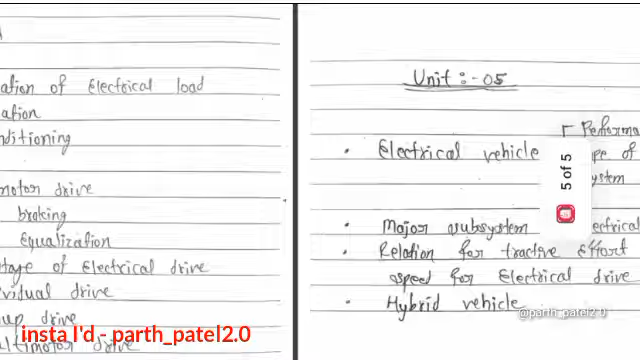 ation of Electrical load
ation
nditioning
motor drive
braking
Equalization
tage of Electrical drive
vidual drive
up drive
ultimotor drive
insta I'd - parth_patel2.0
Unit :- 05
Performa
• Electrical vehicle pe of
ystem
5 of 5
• Major subsystem ectrical
• Relation for tractive effort
speed for Electrical drive
• Hybrid vehicle
@parth_patel2.0